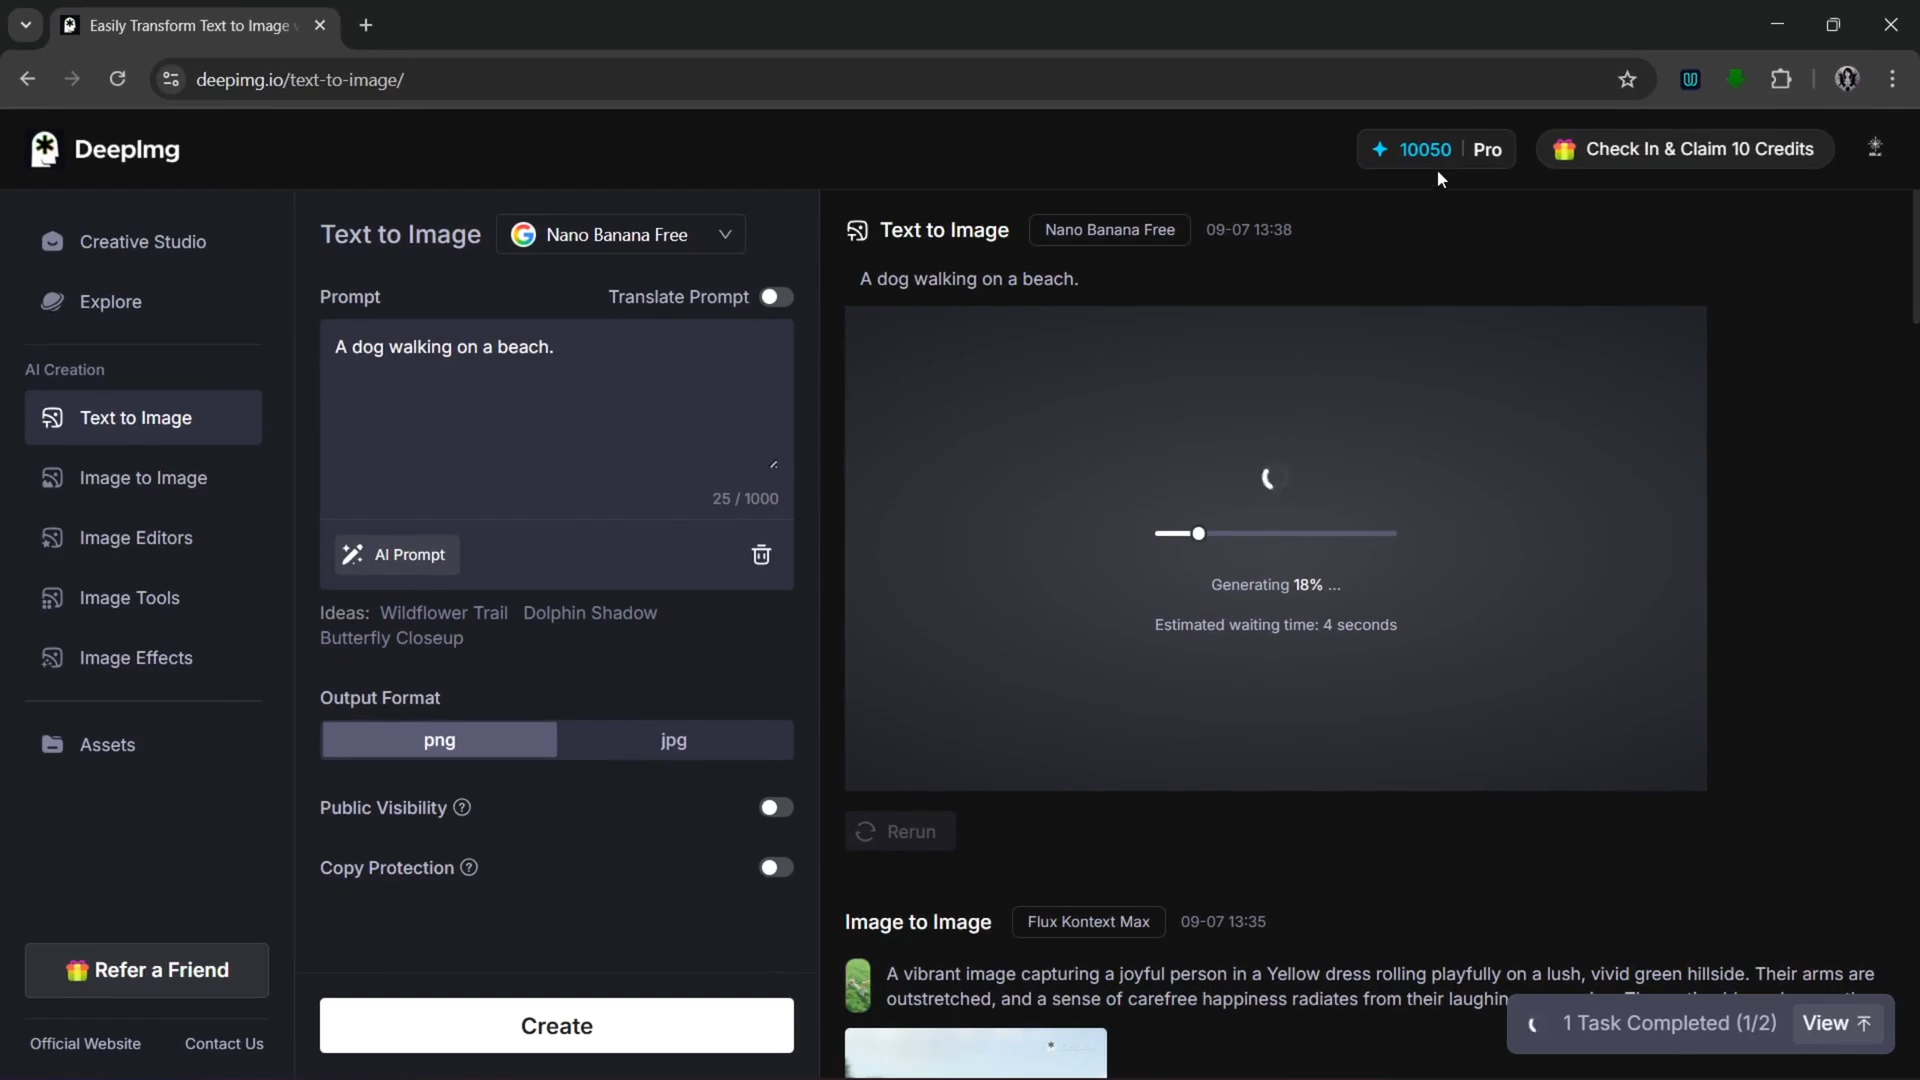 Easily Transform Text to Image
deepimg.io/text-to-image/
DeepImg
10050 | Pro
Check In & Claim 10 Credits
Creative Studio
Explore
AI Creation
Text to Image
Image to Image
Image Editors
Image Tools
Image Effects
Assets
Refer a Friend
Official Website
Contact Us
Text to Image
Nano Banana Free
Prompt
Translate Prompt
A dog walking on a beach.
25 / 1000
AI Prompt
Ideas: Wildflower Trail Dolphin Shadow
Butterfly Closeup
Output Format
png
jpg
Public Visibility
Copy Protection
Create
Text to Image
Nano Banana Free
09-07 13:38
A dog walking on a beach.
Generating 18% ...
Estimated waiting time: 4 seconds
Rerun
Image to Image
Flux Kontext Max
09-07 13:35
A vibrant image capturing a joyful person in a Yellow dress rolling playfully on a lush, vivid green hillside. Their arms are
outstretched, and a sense of carefree happiness radiates from their
1 Task Completed (1/2)
View